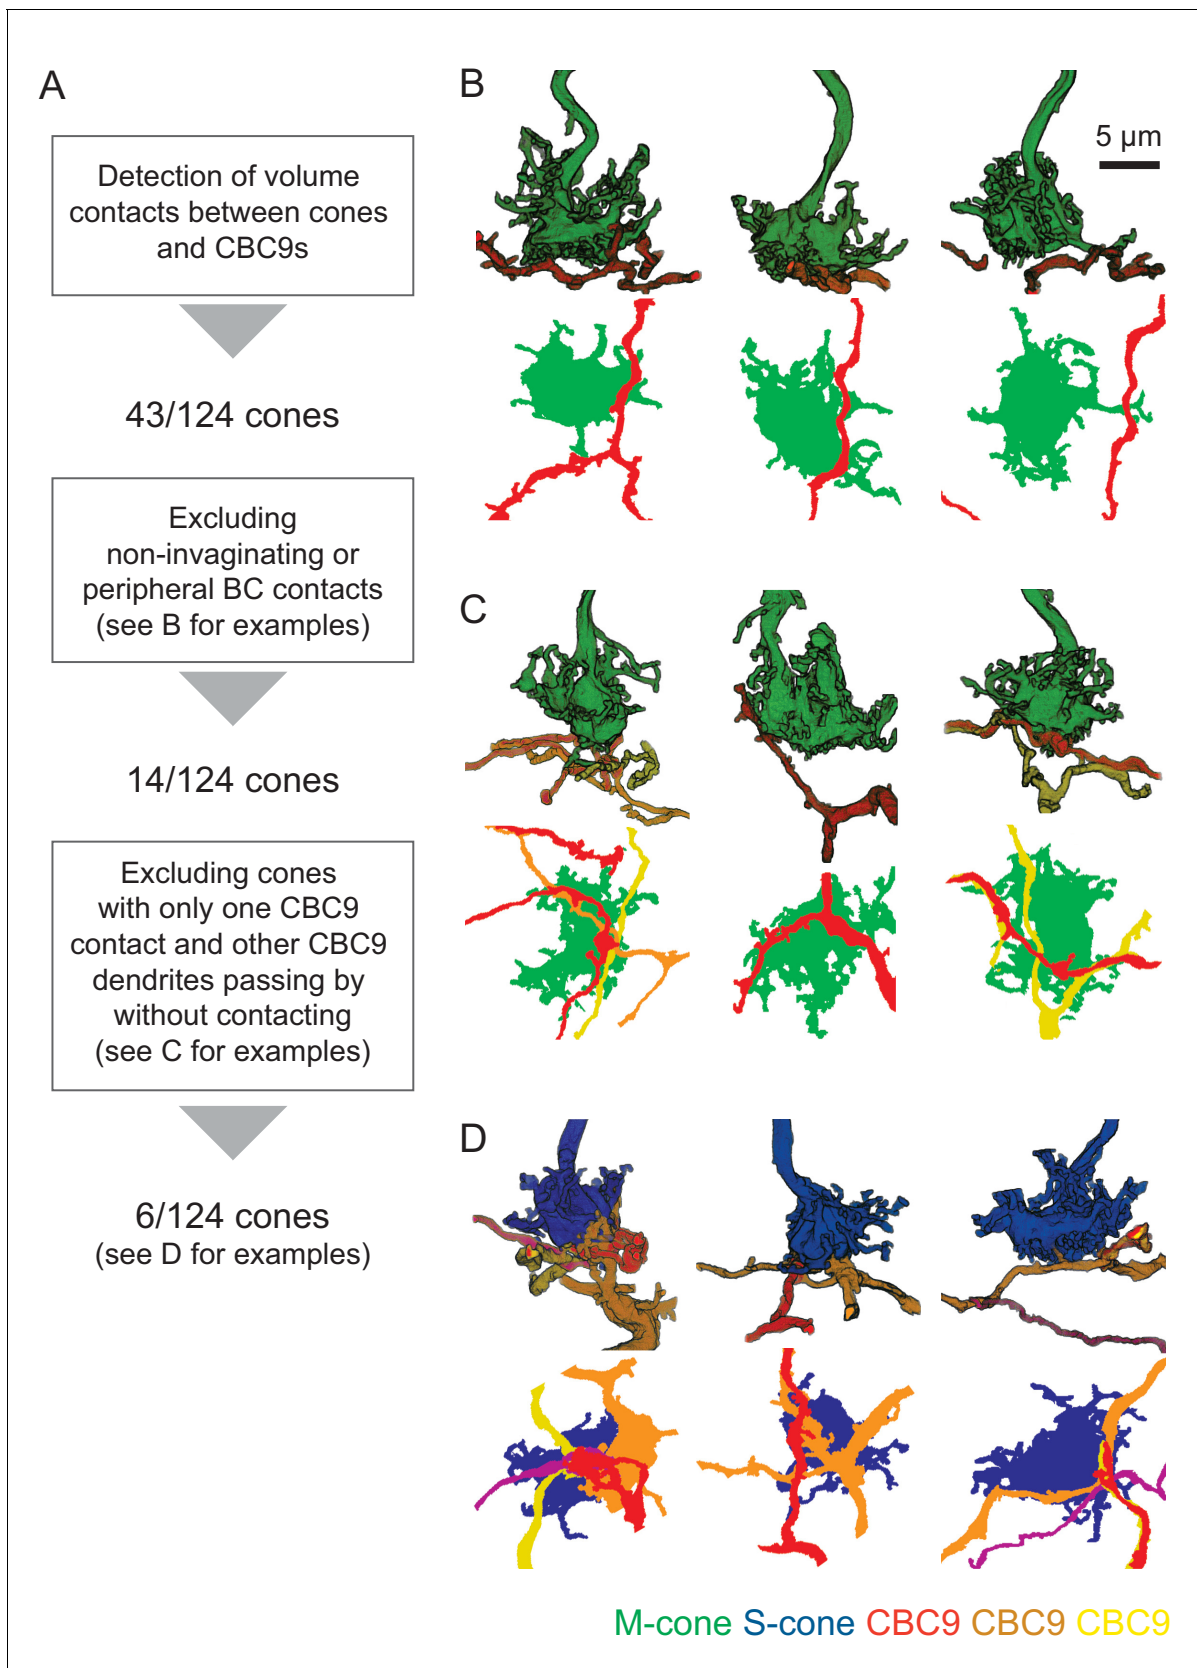 A
Detection of volume
contacts between cones
and CBC9s
43/124 cones
Excluding
non-invaginating or
peripheral BC contacts
(see B for examples)
14/124 cones
Excluding cones
with only one CBC9
contact and other CBC9
dendrites passing by
without contacting
(see C for examples)
6/124 cones
(see D for examples)
B
5 µm
C
D
M-cone S-cone CBC9 CBC9 CBC9